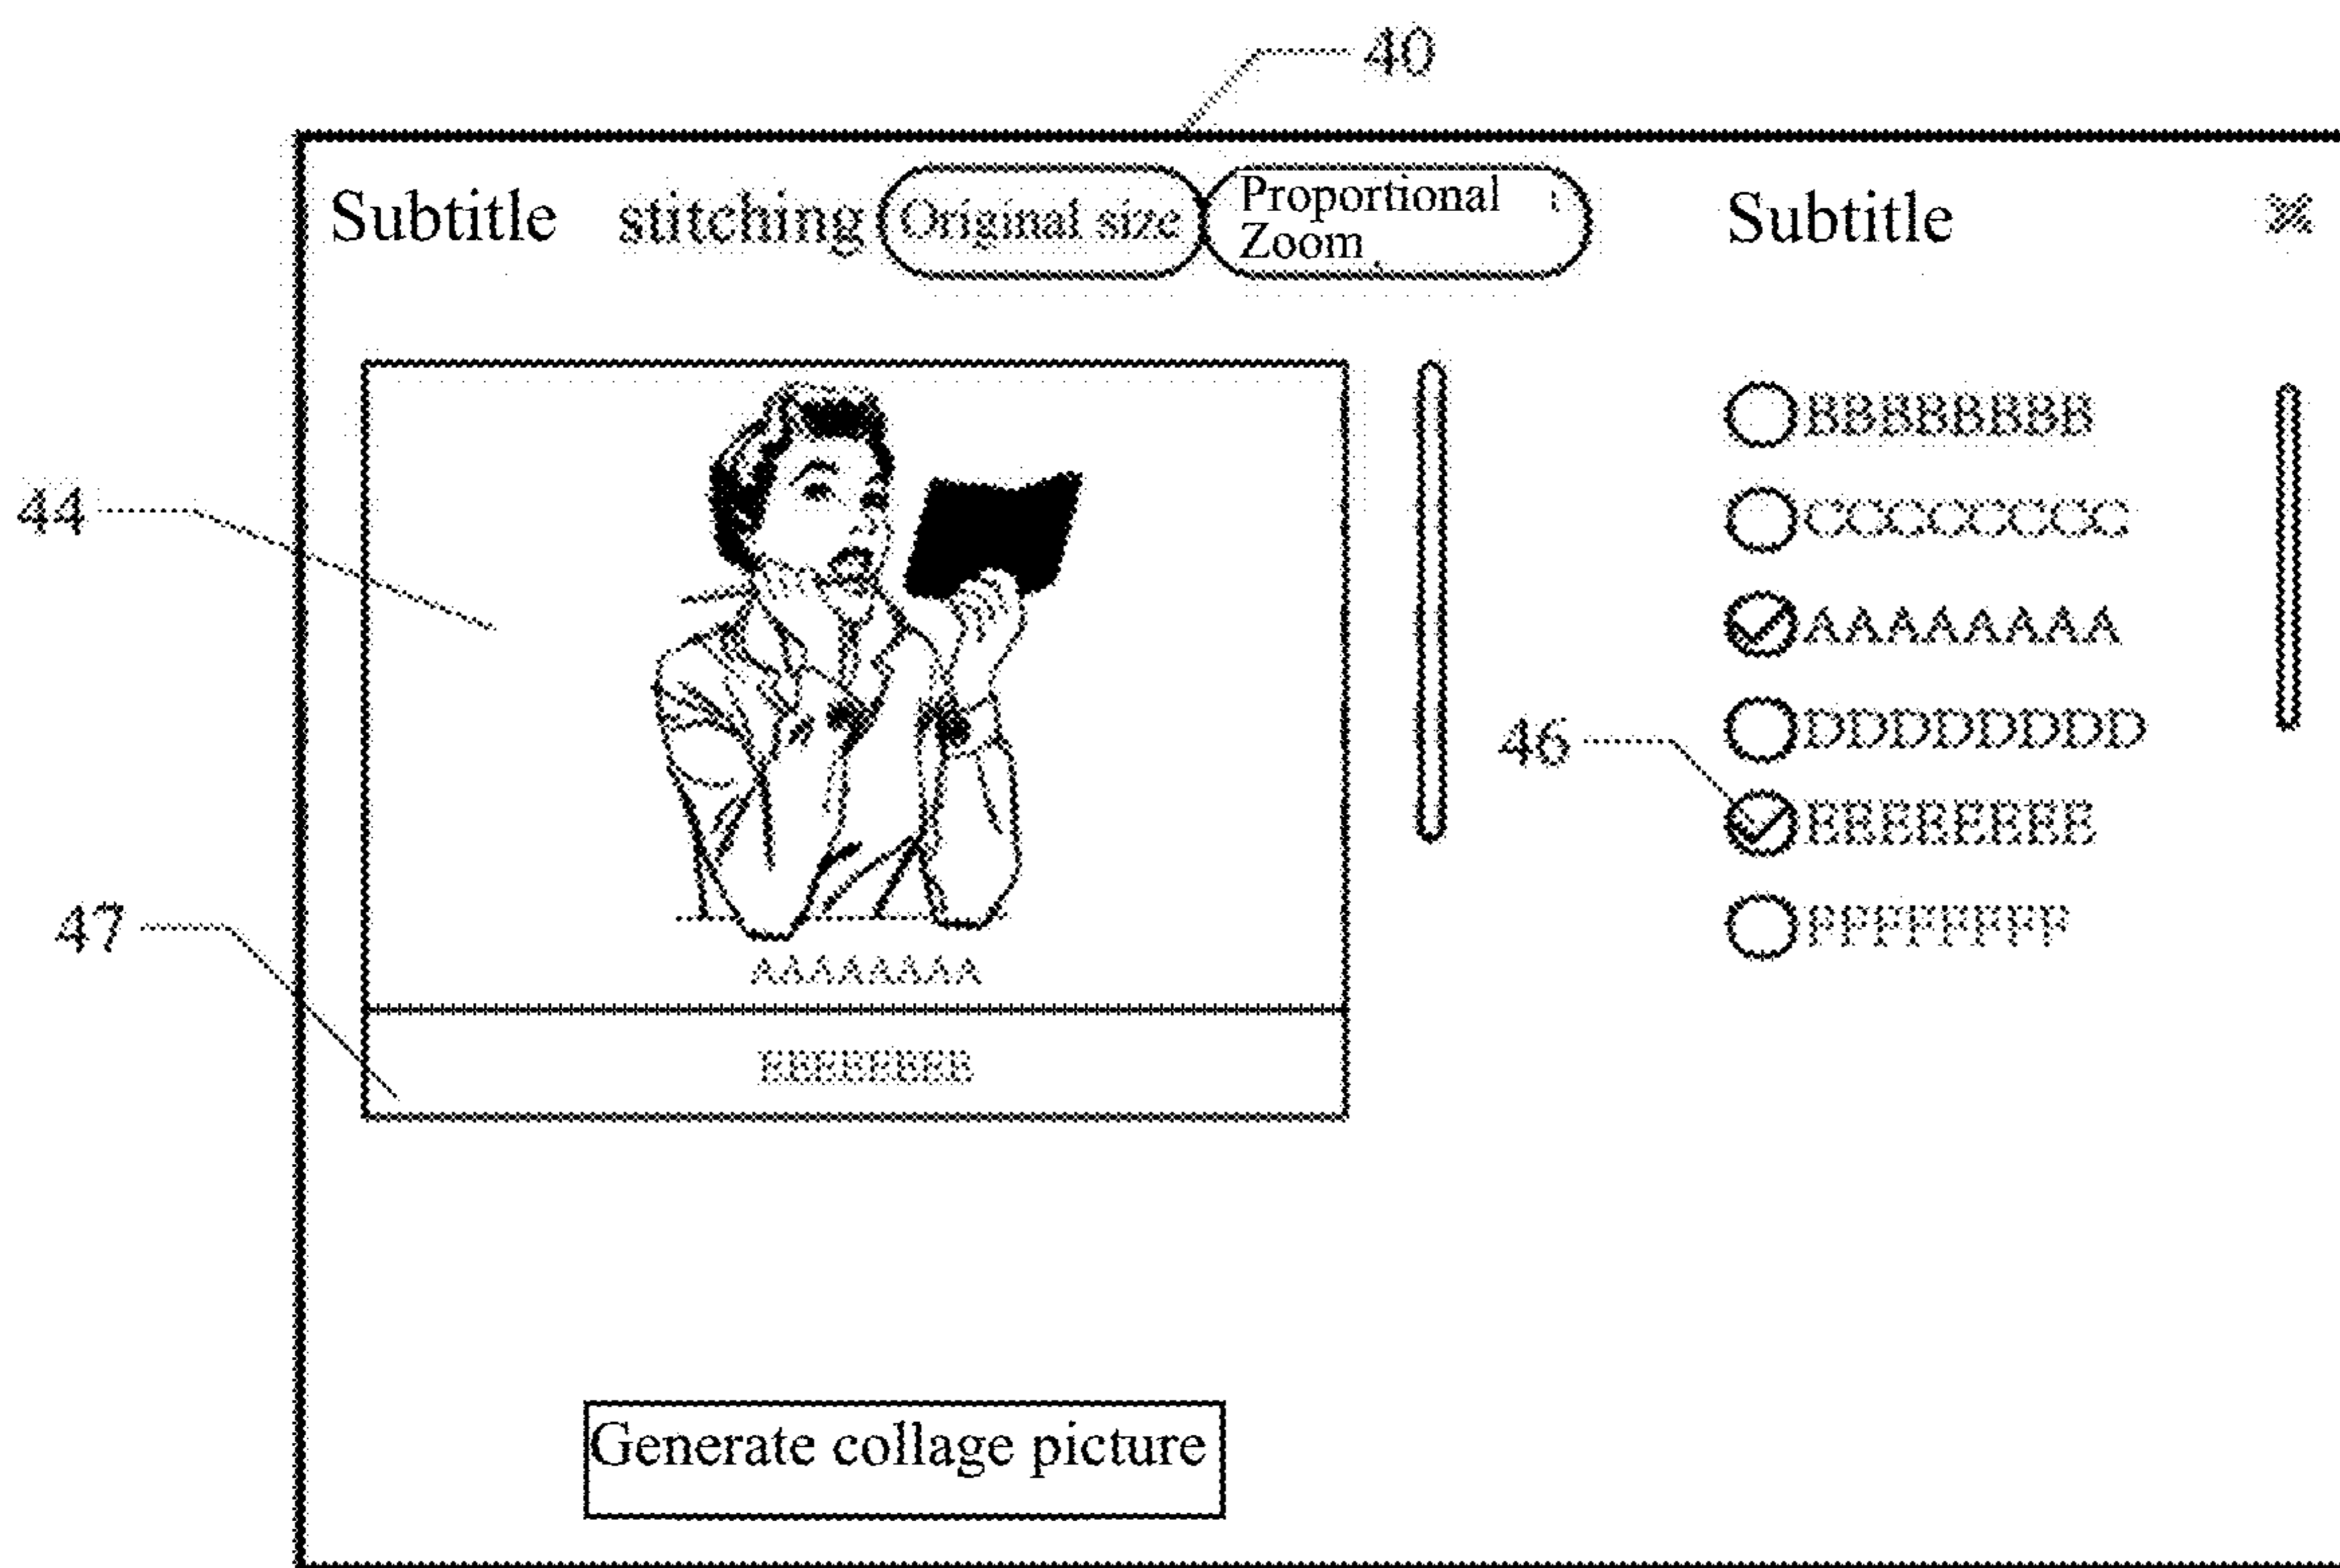 40
Subtitle stitching Original size Proportional Zoom Subtitle
44
BBBBBBBB
CCCCCCCC
AAAAAAAA
DDDDDDDD
46
EEEEEEEE
FFFFFFFF
47
AAAAAAAA
EEEEEEEE
Generate collage picture